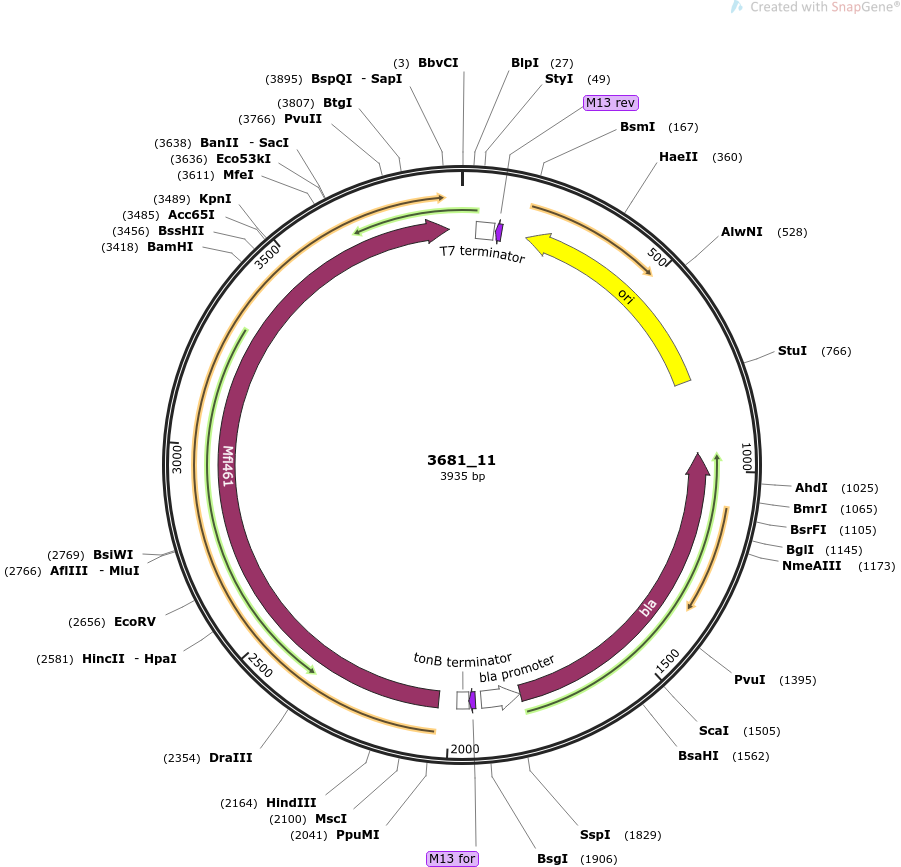 Created with SnapGene®
(3) BbvCI
BlpI (27)
(3895) BspQI - SapI
StyI (49)
(3807) BtgI
M13 rev
(3766) PvuII
BsmI (167)
(3638) BanII - SacI
(3636) Eco53kI
HaeII (360)
(3611) MfeI
(3489) KpnI
(3485) Acc65I
(3456) BssHII
AlwNI (528)
(3418) BamHI
T7 terminator
3500
500
ori
StuI (766)
3000
Mfl461
3681_11
3935 bp
1000
AhdI (1025)
BmrI (1065)
BsrFI (1105)
BglI (1145)
NmeAIII (1173)
(2769) BsiWI
(2766) AflIII - MluI
(2656) EcoRV
bla
(2581) HincII - HpaI
2500
tonB terminator
bla promoter
1500
PvuI (1395)
ScaI (1505)
2000
(2354) DraIII
BsaHI (1562)
(2164) HindIII
(2100) MscI
(2041) PpuMI
SspI (1829)
M13 for
BsgI (1906)